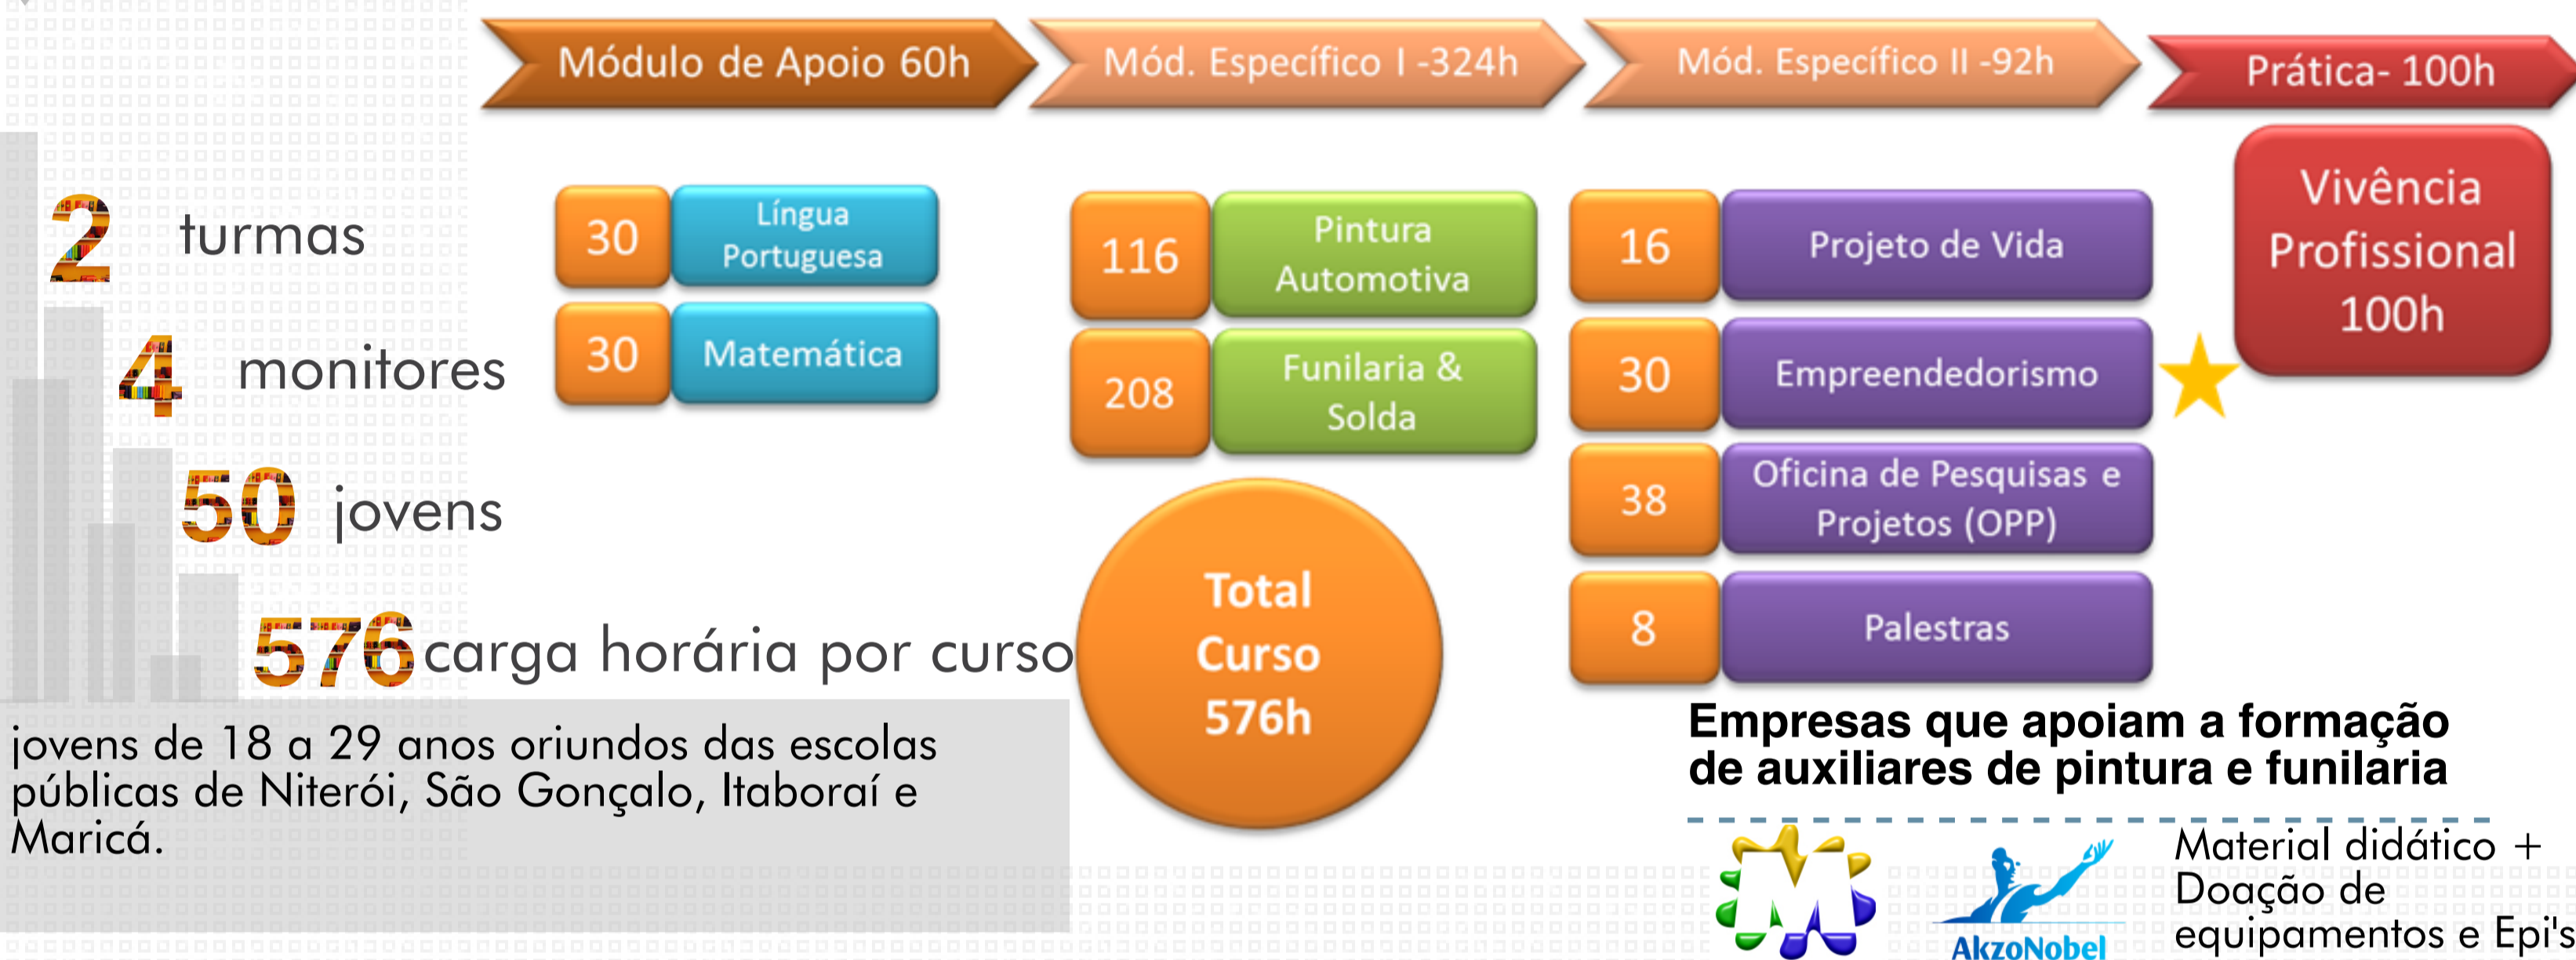 Módulo de Apoio 60h
Mód. Específico I -324h
Mód. Específico II -92h
Prática- 100h
2 turmas
4 monitores
50 jovens
576 carga horária por curso
jovens de 18 a 29 anos oriundos das escolas
públicas de Niterói, São Gonçalo, Itaboraí e
Maricá.
30
Língua
Portuguesa
30
Matemática
116
Pintura
Automotiva
208
Funilaria &
Solda
Total
Curso
576h
16
Projeto de Vida
30
Empreendedorismo
38
Oficina de Pesquisas e
Projetos (OPP)
8
Palestras
Vivência
Profissional
100h
Empresas que apoiam a formação
de auxiliares de pintura e funilaria
M
AkzoNobel
Material didático +
Doação de
equipamentos e Epi's